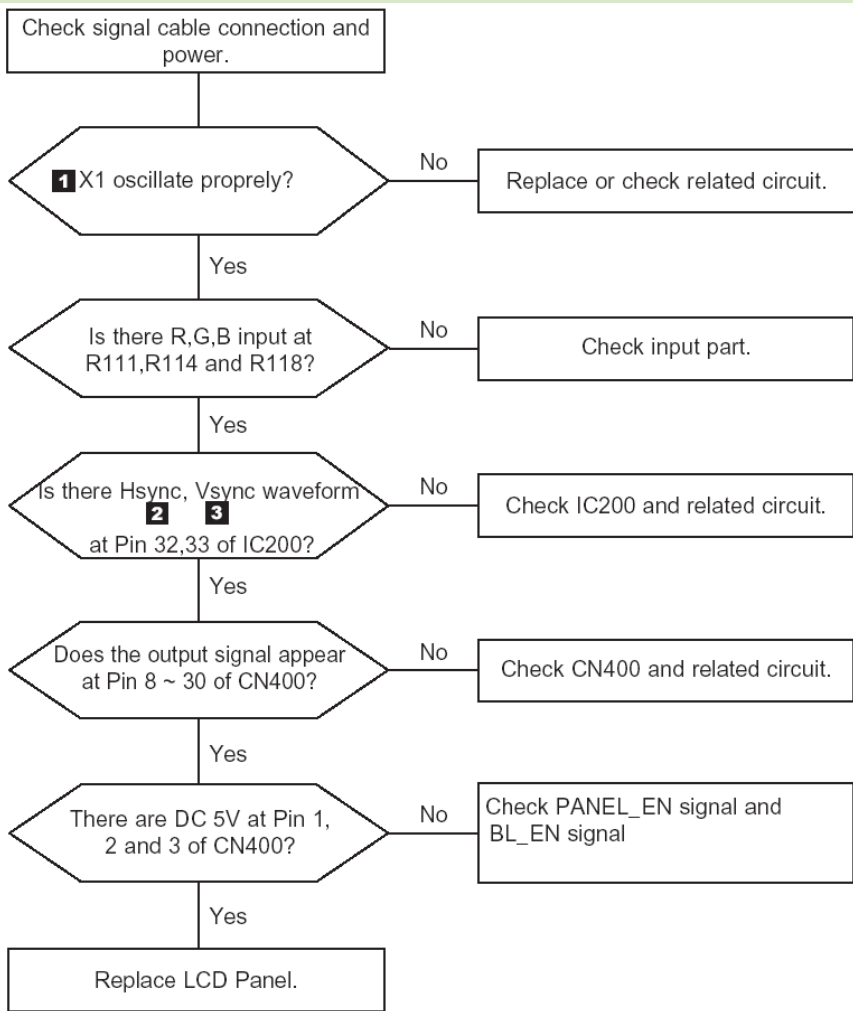 Check signal cable connection and
power.
1 X1 oscillate proprely?
No
Replace or check related circuit.
Yes
Is there R,G,B input at
R111,R114 and R118?
No
Check input part.
Yes
Is there Hsync, Vsync waveform
2 3
at Pin 32,33 of IC200?
No
Check IC200 and related circuit.
Yes
Does the output signal appear
at Pin 8 ~ 30 of CN400?
No
Check CN400 and related circuit.
Yes
There are DC 5V at Pin 1,
2 and 3 of CN400?
No
Check PANEL_EN signal and
BL_EN signal
Yes
Replace LCD Panel.